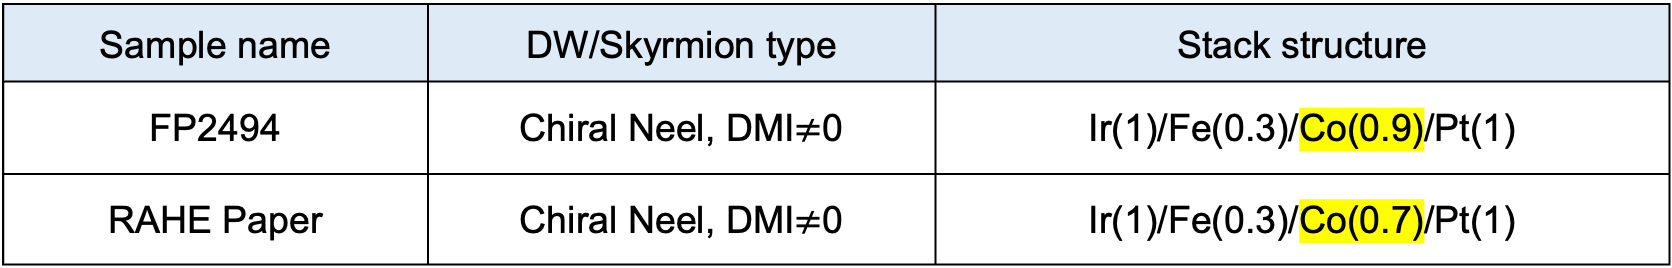 Sample name DW/Skyrmion type Stack structure
FP2494 Chiral Neel, DMI≠0 Ir(1)/Fe(0.3)/Co(0.9)/Pt(1)
RAHE Paper Chiral Neel, DMI≠0 Ir(1)/Fe(0.3)/Co(0.7)/Pt(1)